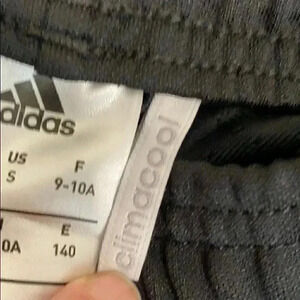 adidas
US F
S 9-10A
E
0A 140
climacool